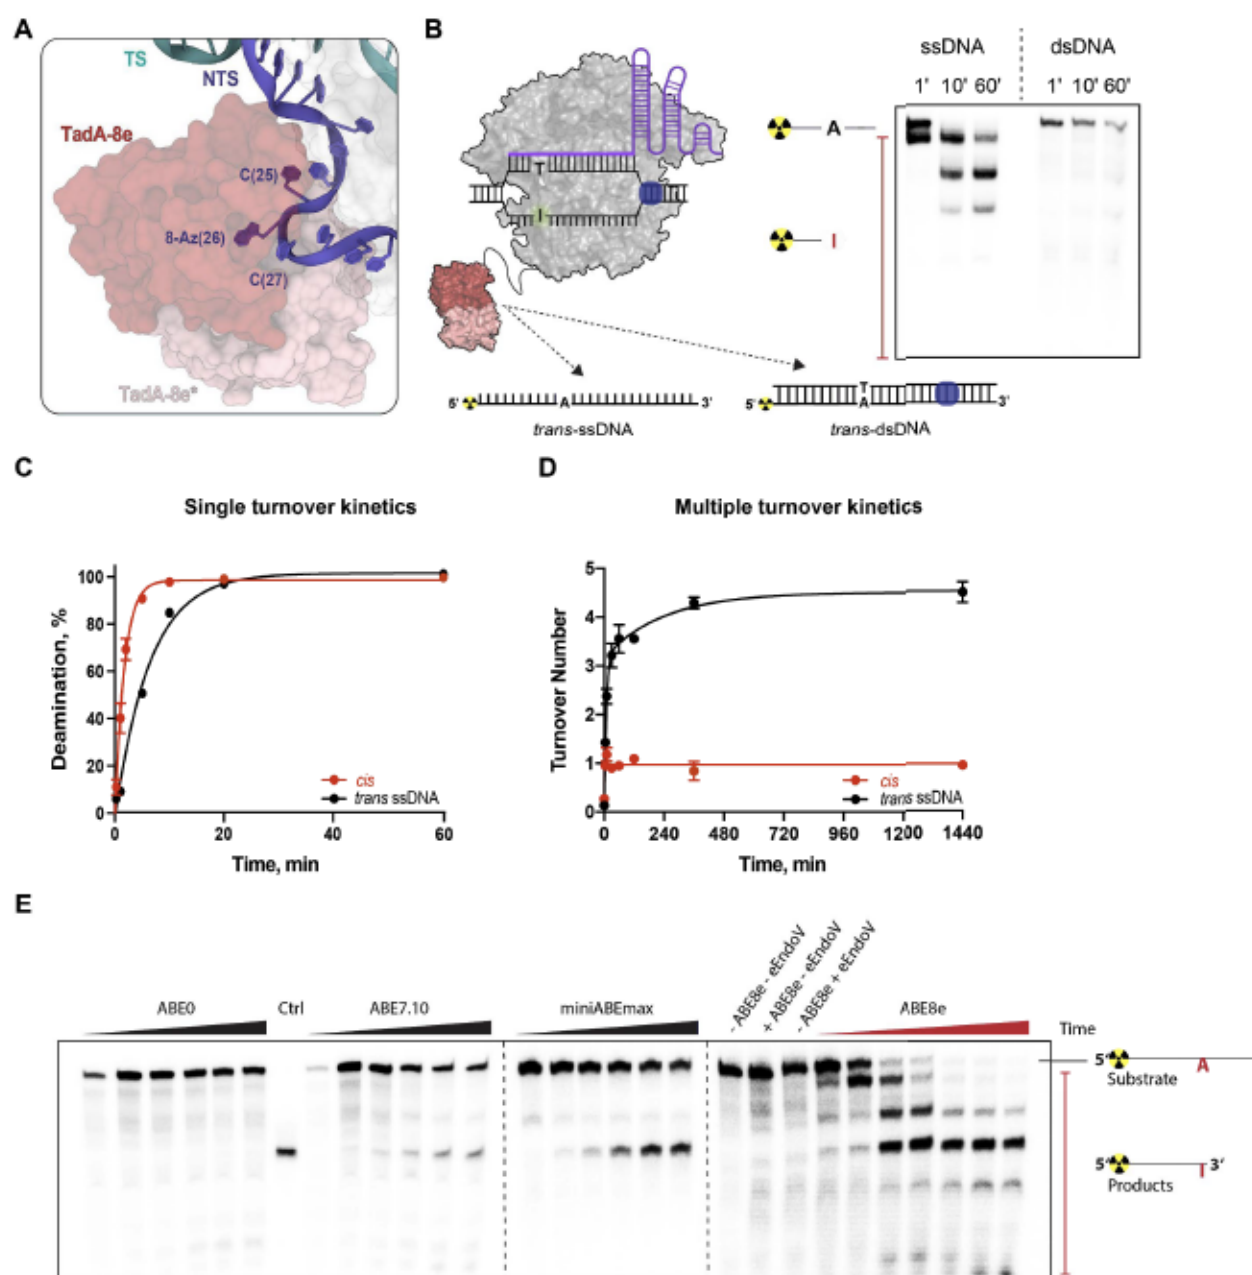 A
TS
NTS
TadA-8e
C(25)
8-Az(26)
C(27)
TadA-8e*
B
T
I
ssDNA dsDNA
1' 10' 60' 1' 10' 60'
A
I
5' A 3'
trans-ssDNA
T
5' A 3'
trans-dsDNA
C
Single turnover kinetics
Deamination, %
100
80
60
40
20
0
0 20 40 60
Time, min
cis
trans ssDNA
D
Multiple turnover kinetics
Turnover Number
5
4
3
2
1
0
0 240 480 720 960 1200 1440
Time, min
cis
trans ssDNA
E
ABE0 Ctrl ABE7.10 miniABEmax
- ABE8e - eEndoV
+ ABE8e - eEndoV
- ABE8e + eEndoV
ABE8e
Time
5' A
Substrate
5' I 3'
Products